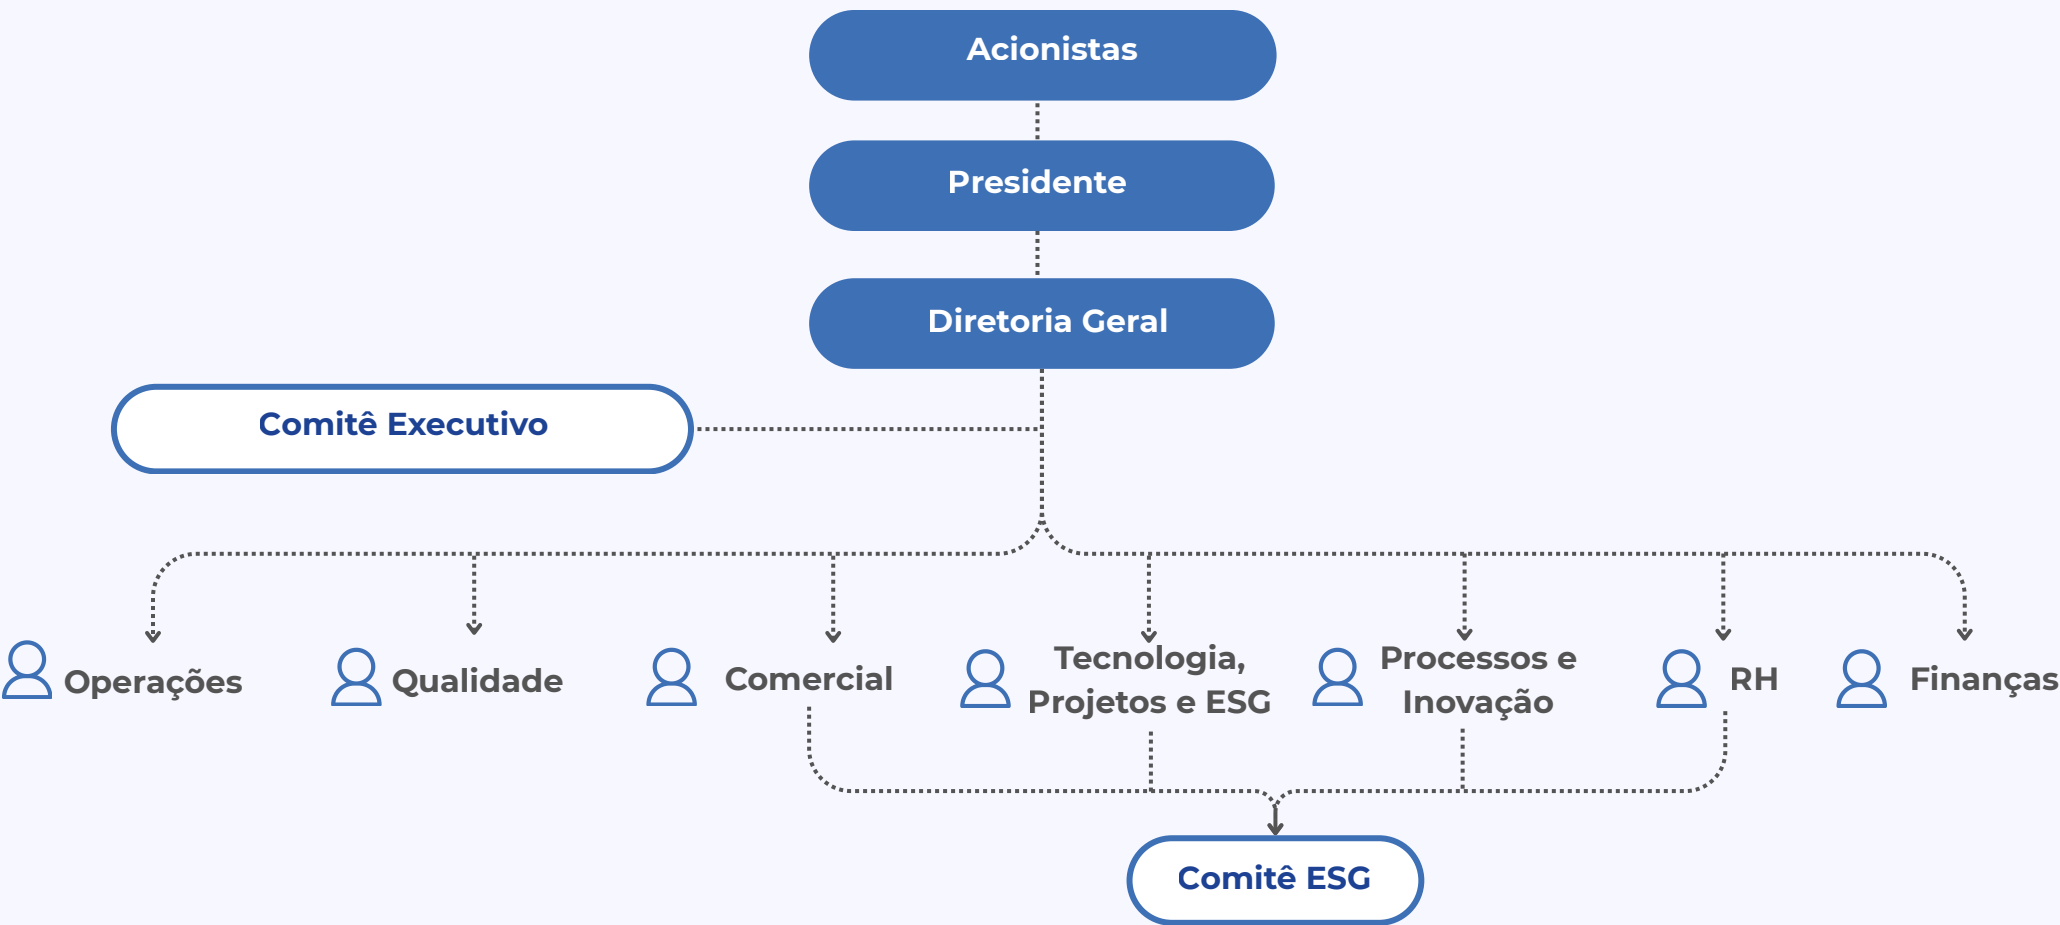 Acionistas
Presidente
Diretoria Geral
Comitê Executivo
Operações
Qualidade
Comercial
Tecnologia,
Projetos e ESG
Processos e
Inovação
RH
Finanças
Comitê ESG